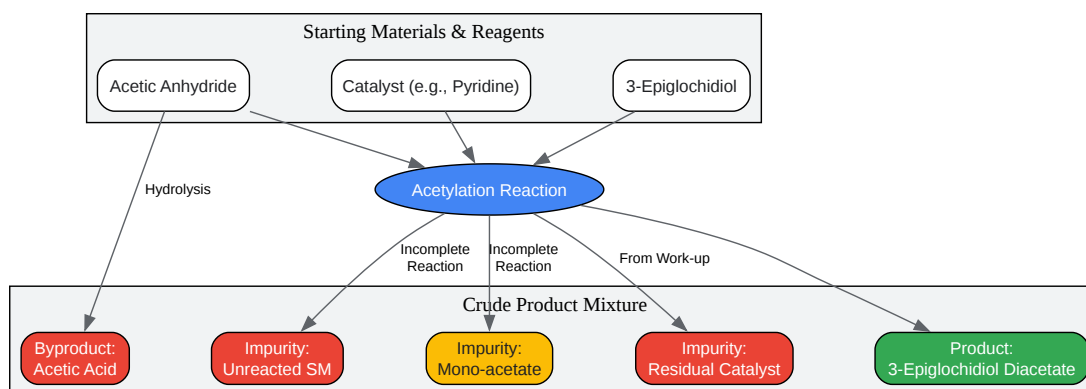 Starting Materials & Reagents
Acetic Anhydride
Catalyst (e.g., Pyridine)
3-Epiglochidiol
Hydrolysis
Acetylation Reaction
Incomplete
Reaction
Incomplete
Reaction
From Work-up
Crude Product Mixture
Byproduct:
Acetic Acid
Impurity:
Unreacted SM
Impurity:
Mono-acetate
Impurity:
Residual Catalyst
Product:
3-Epiglochidiol Diacetate